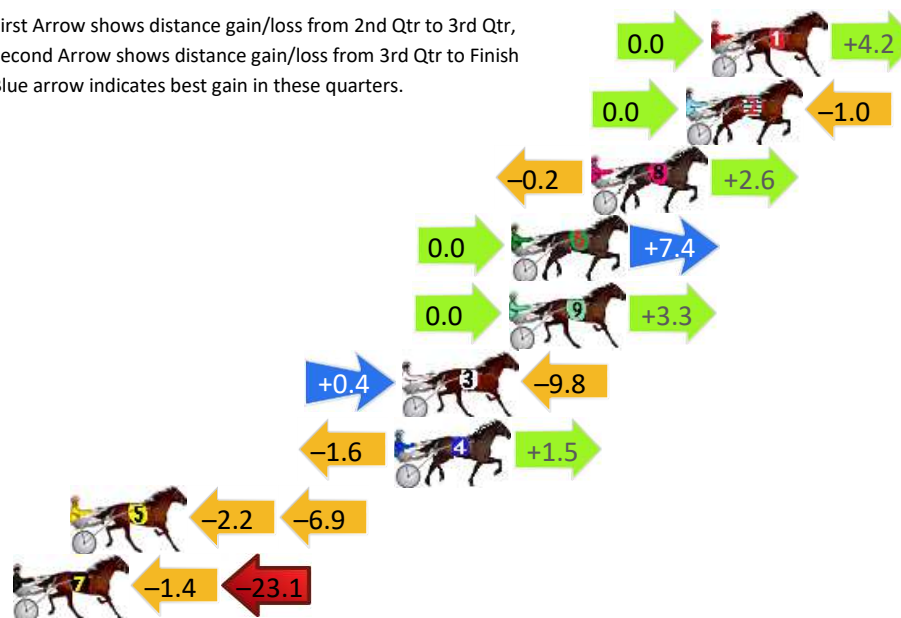 irst Arrow shows distance gain/loss from 2nd Qtr to 3rd Qtr,
econd Arrow shows distance gain/loss from 3rd Qtr to Finish
lue arrow indicates best gain in these quarters.
0.0 1 +4.2
0.0 2 –1.0
–0.2 8 +2.6
0.0 6 +7.4
0.0 9 +3.3
+0.4 3 –9.8
–1.6 4 +1.5
5 –2.2 –6.9
7 –1.4 –23.1